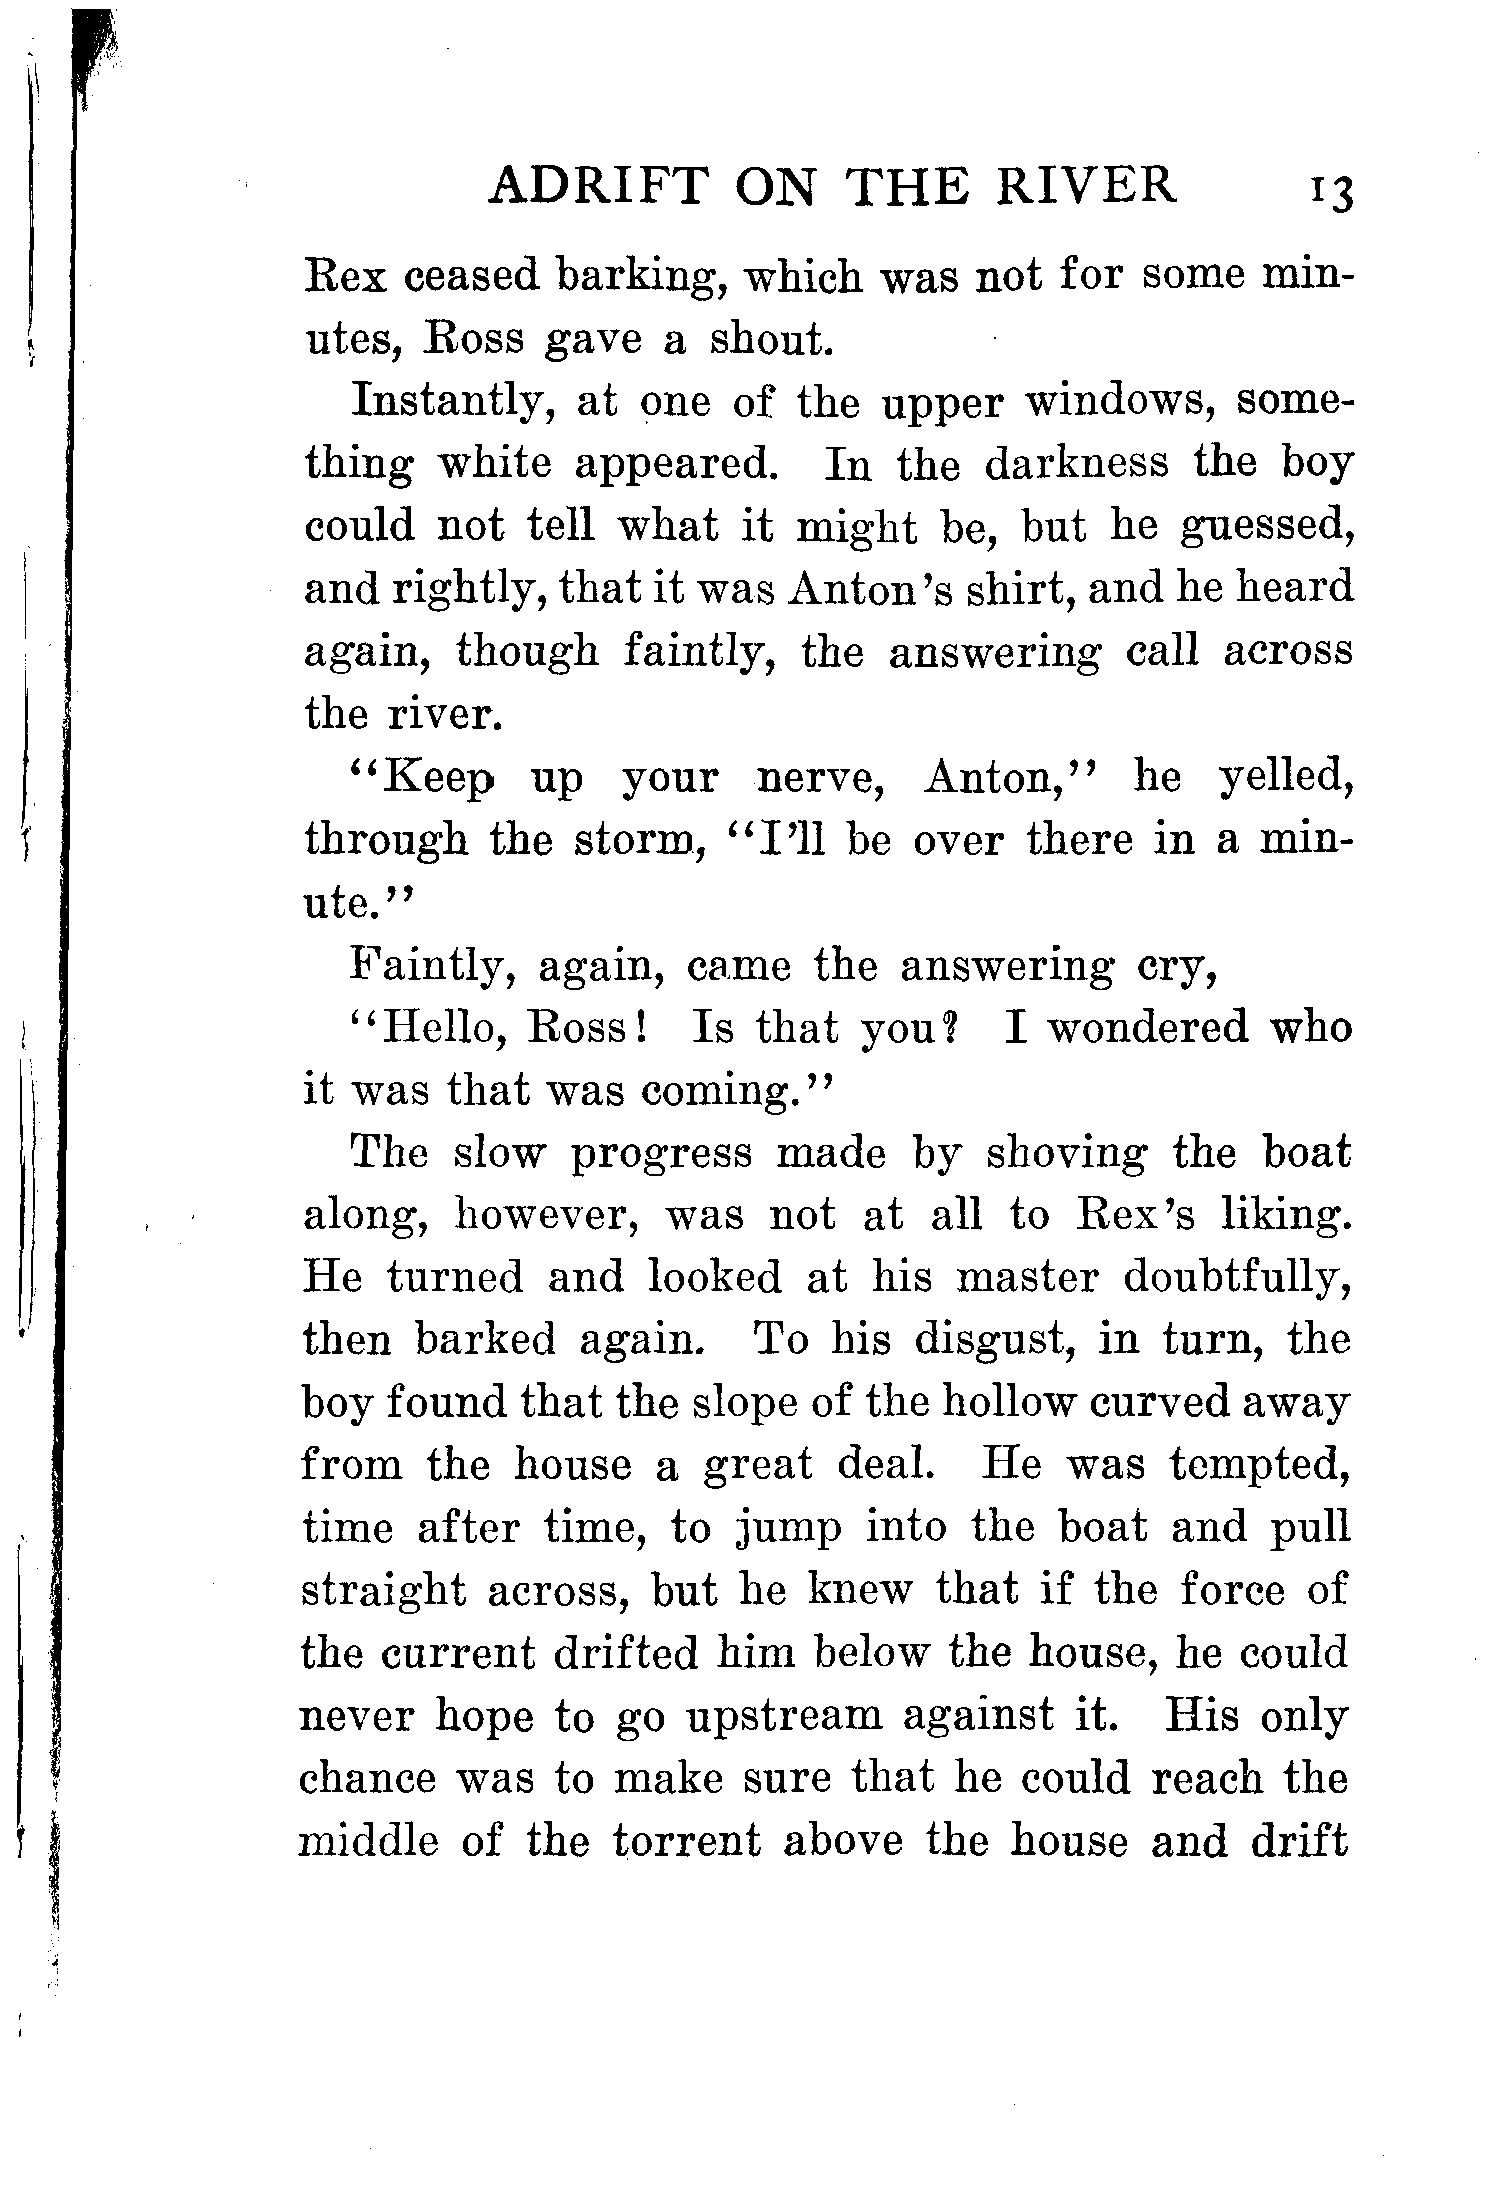 ADRIFT ON THE RIVER 13
Rex ceased barking, which was not for some min-
utes, Ross gave a shout.
Instantly, at one of the upper windows, some-
thing white appeared. In the darkness the boy
could not tell what it might be, but he guessed,
and rightly, that it was Anton's shirt, and he heard
again, though faintly, the answering call across
the river.
"Keep up your nerve, Anton," he yelled,
through the storm, "I'll be over there in a min-
ute."
Faintly, again, came the answering cry,
"Hello, Ross! Is that you? I wondered who
it was that was coming."
The slow progress made by shoving the boat
along, however, was not at all to Rex's liking.
He turned and looked at his master doubtfully,
then barked again. To his disgust, in turn, the
boy found that the slope of the hollow curved away
from the house a great deal. He was tempted,
time after time, to jump into the boat and pull
straight across, but he knew that if the force of
the current drifted him below the house, he could
never hope to go upstream against it. His only
chance was to make sure that he could reach the
middle of the torrent above the house and drift